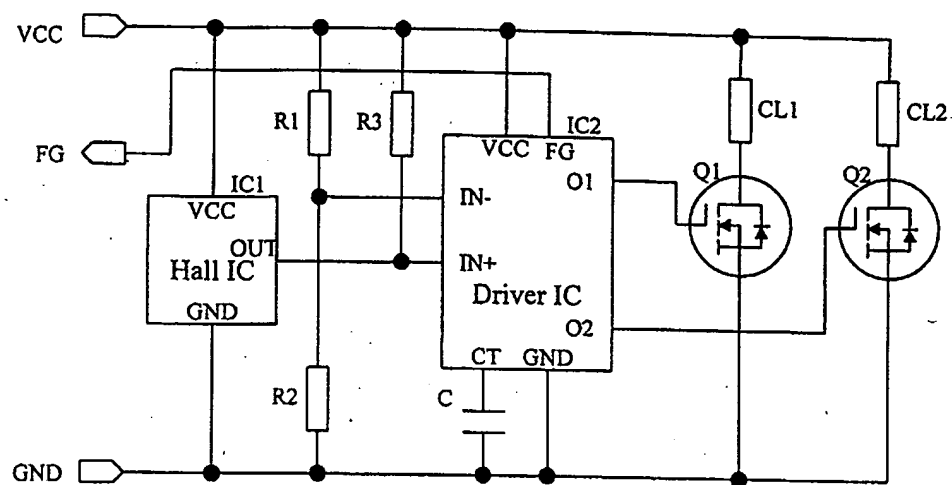 VCC
FG
GND
IC1
VCC
OUT
Hall IC
GND
R1
R3
R2
C
IC2
VCC
FG
O1
IN-
IN+
Driver IC
O2
CT
GND
Q1
CL1
Q2
CL2